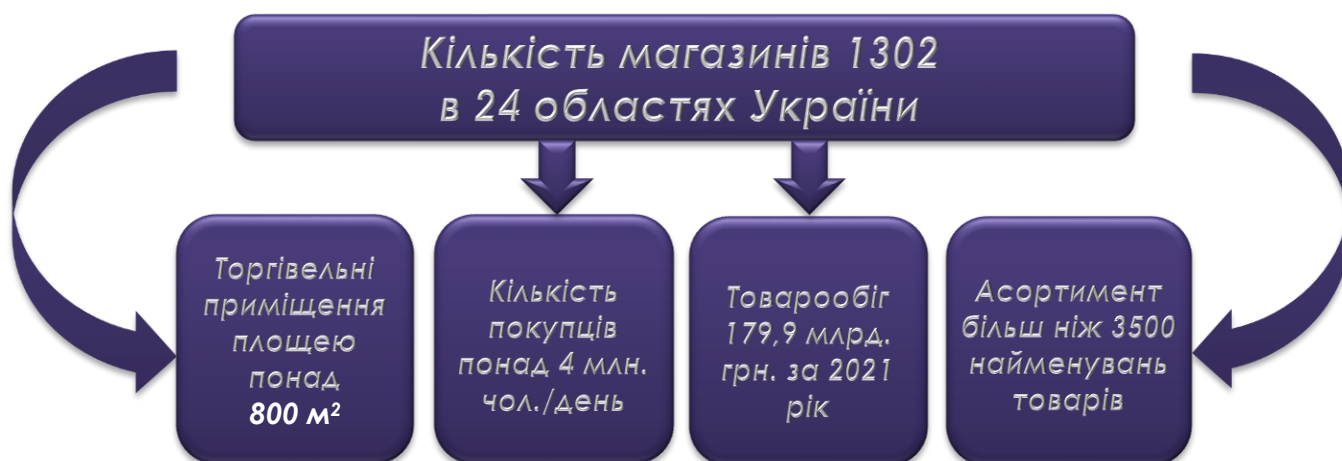 Кількість магазинів 1302
в 24 областях України
Торгівельні
приміщення
площею
понад
800 м²
Кількість
покупців
понад 4 млн.
чол./день
Товарообіг
179,9 млрд.
грн. за 2021
рік
Асортимент
більш ніж 3500
найменувань
товарів